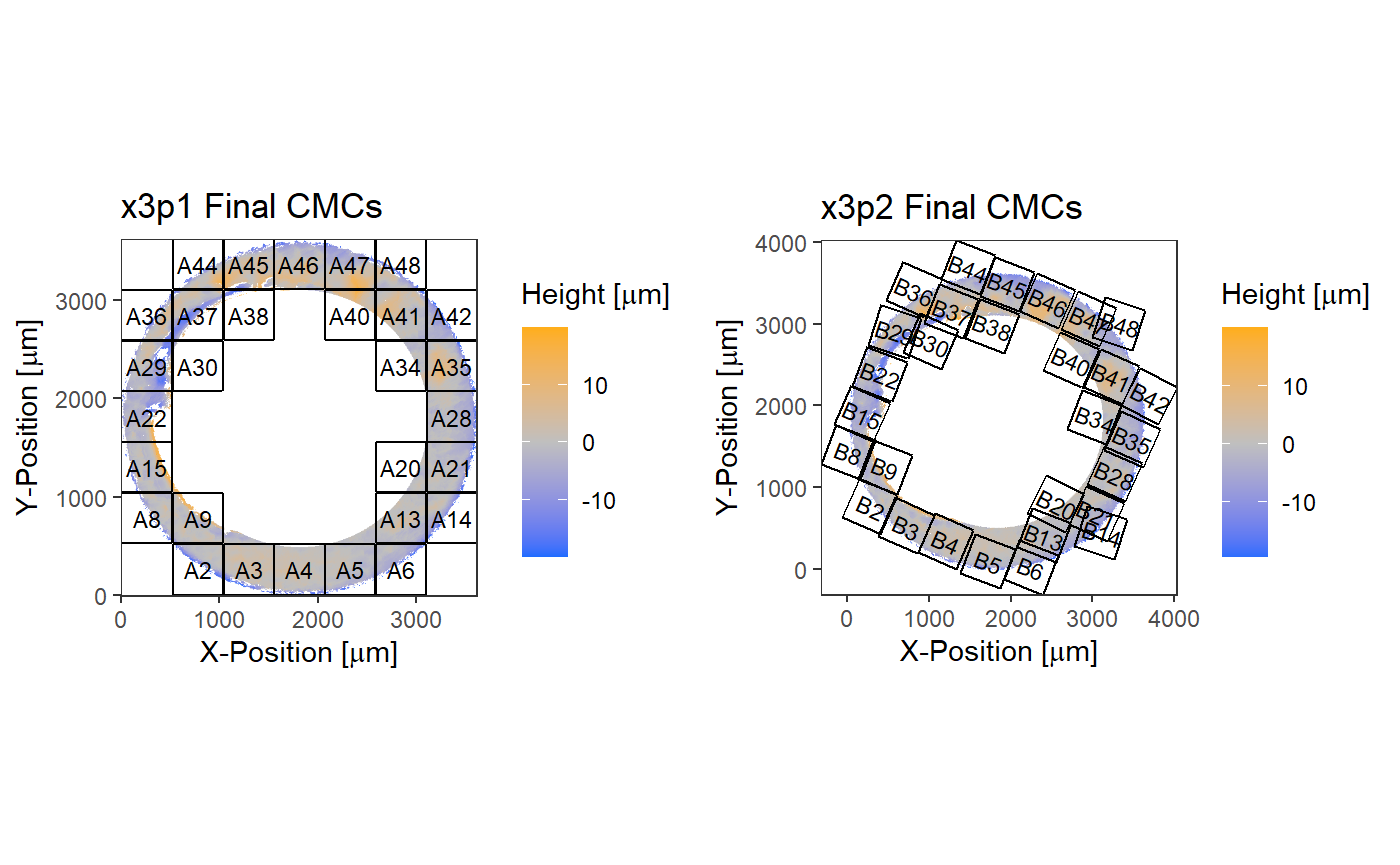 x3p1 Final CMCs
A44 A45 A46 A47 A48
A36 A37 A38 A40 A41 A42
A29 A30 A34 A35
A22 A28
A15 A20 A21
A8 A9 A13 A14
A2 A3 A4 A5 A6
3000
2000
1000
0
0 1000 2000 3000
X-Position [μm]
Y-Position [μm]
Height [μm]
10
0
-10
x3p2 Final CMCs
B44 B45 B46 B47 B48
B36 B37 B38 B40 B41 B42
B29 B30 B34 B35
B22 B28
B15 B20 B21
B8 B9 B13 B14
B2 B3 B4 B5 B6
4000
3000
2000
1000
0
0 1000 2000 3000 4000
X-Position [μm]
Y-Position [μm]
Height [μm]
10
0
-10